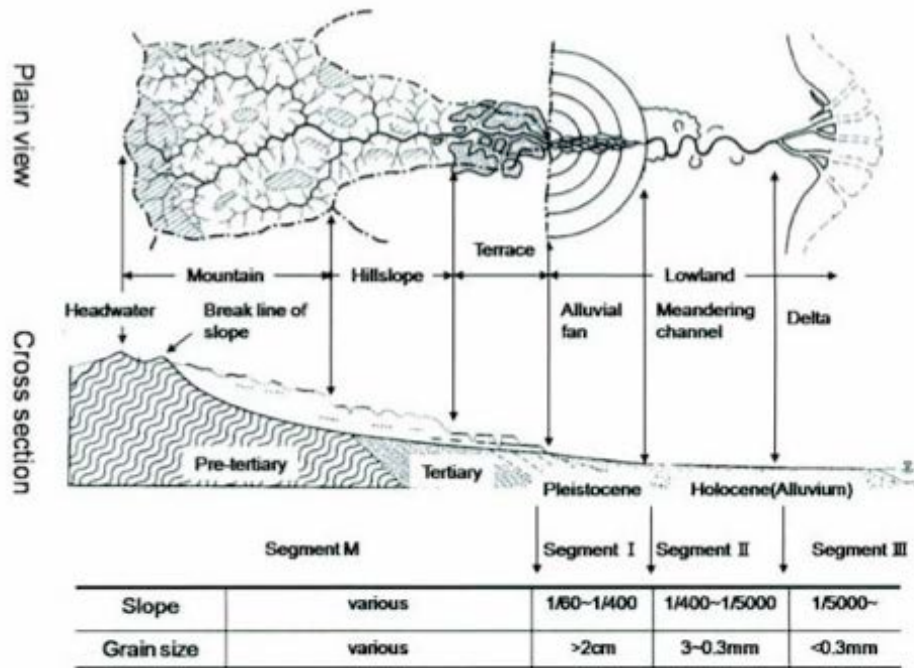 Plain view
Terrace
Mountain
Hillslope
Lowland
Headwater
Break line of
slope
Alluvial
fan
Meandering
channel
Delta
Cross section
Pre-tertiary
Tertiary
Pleistocene
Holocene(Alluvium)
Segment M
Segment Ⅰ
Segment Ⅱ
Segment Ⅲ
Slope
various
1/60~1/400
1/400~1/5000
1/5000~
Grain size
various
>2cm
3~0.3mm
<0.3mm